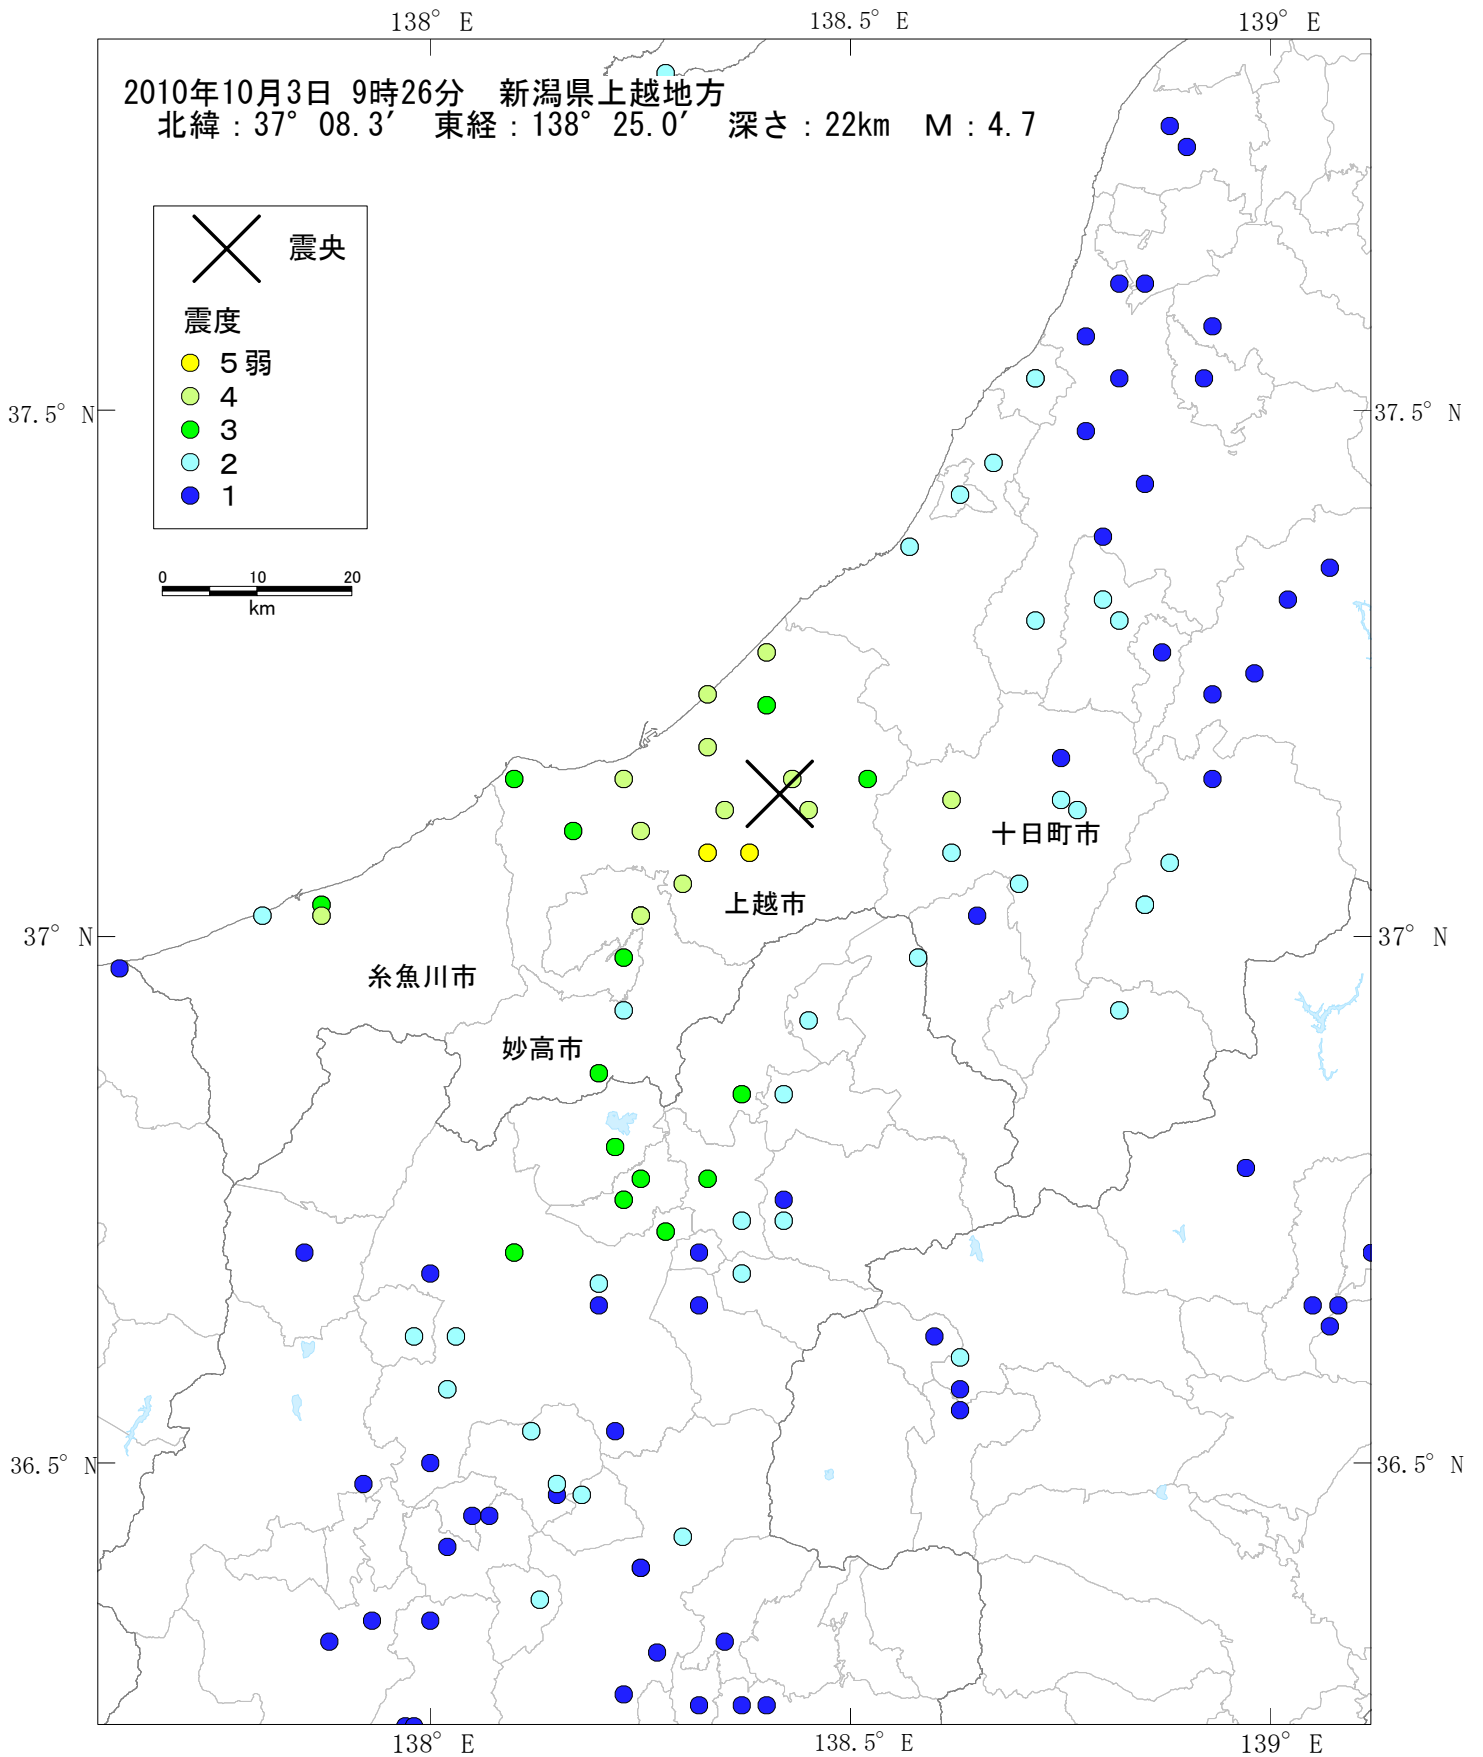 138° E 138.5° E 139° E
2010年10月3日 9時26分 新潟県上越地方
北緯：37° 08.3′ 東経：138° 25.0′ 深さ：22km M：4.7
震央
震度
5弱
4
3
2
1
37.5° N 37.5° N
0 10 20
km
十日町市
上越市
37° N 37° N
糸魚川市
妙高市
36.5° N 36.5° N
138° E 138.5° E 139° E